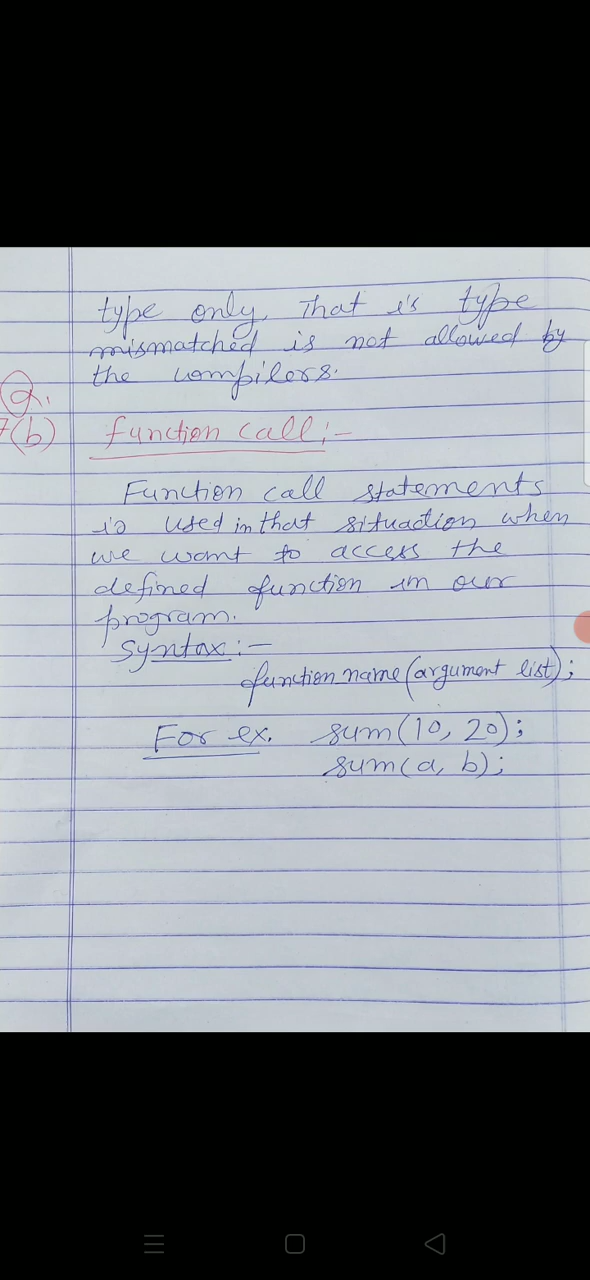 type only, That is type
mismatched is not allowed by
the compilers.
Q.
7(b) function call:-
Function call statements
is used in that situaction when
we want to access the
defined function in our
program.
Syntax:-
function name (argument list);
For ex. sum(10, 20);
sum(a, b);